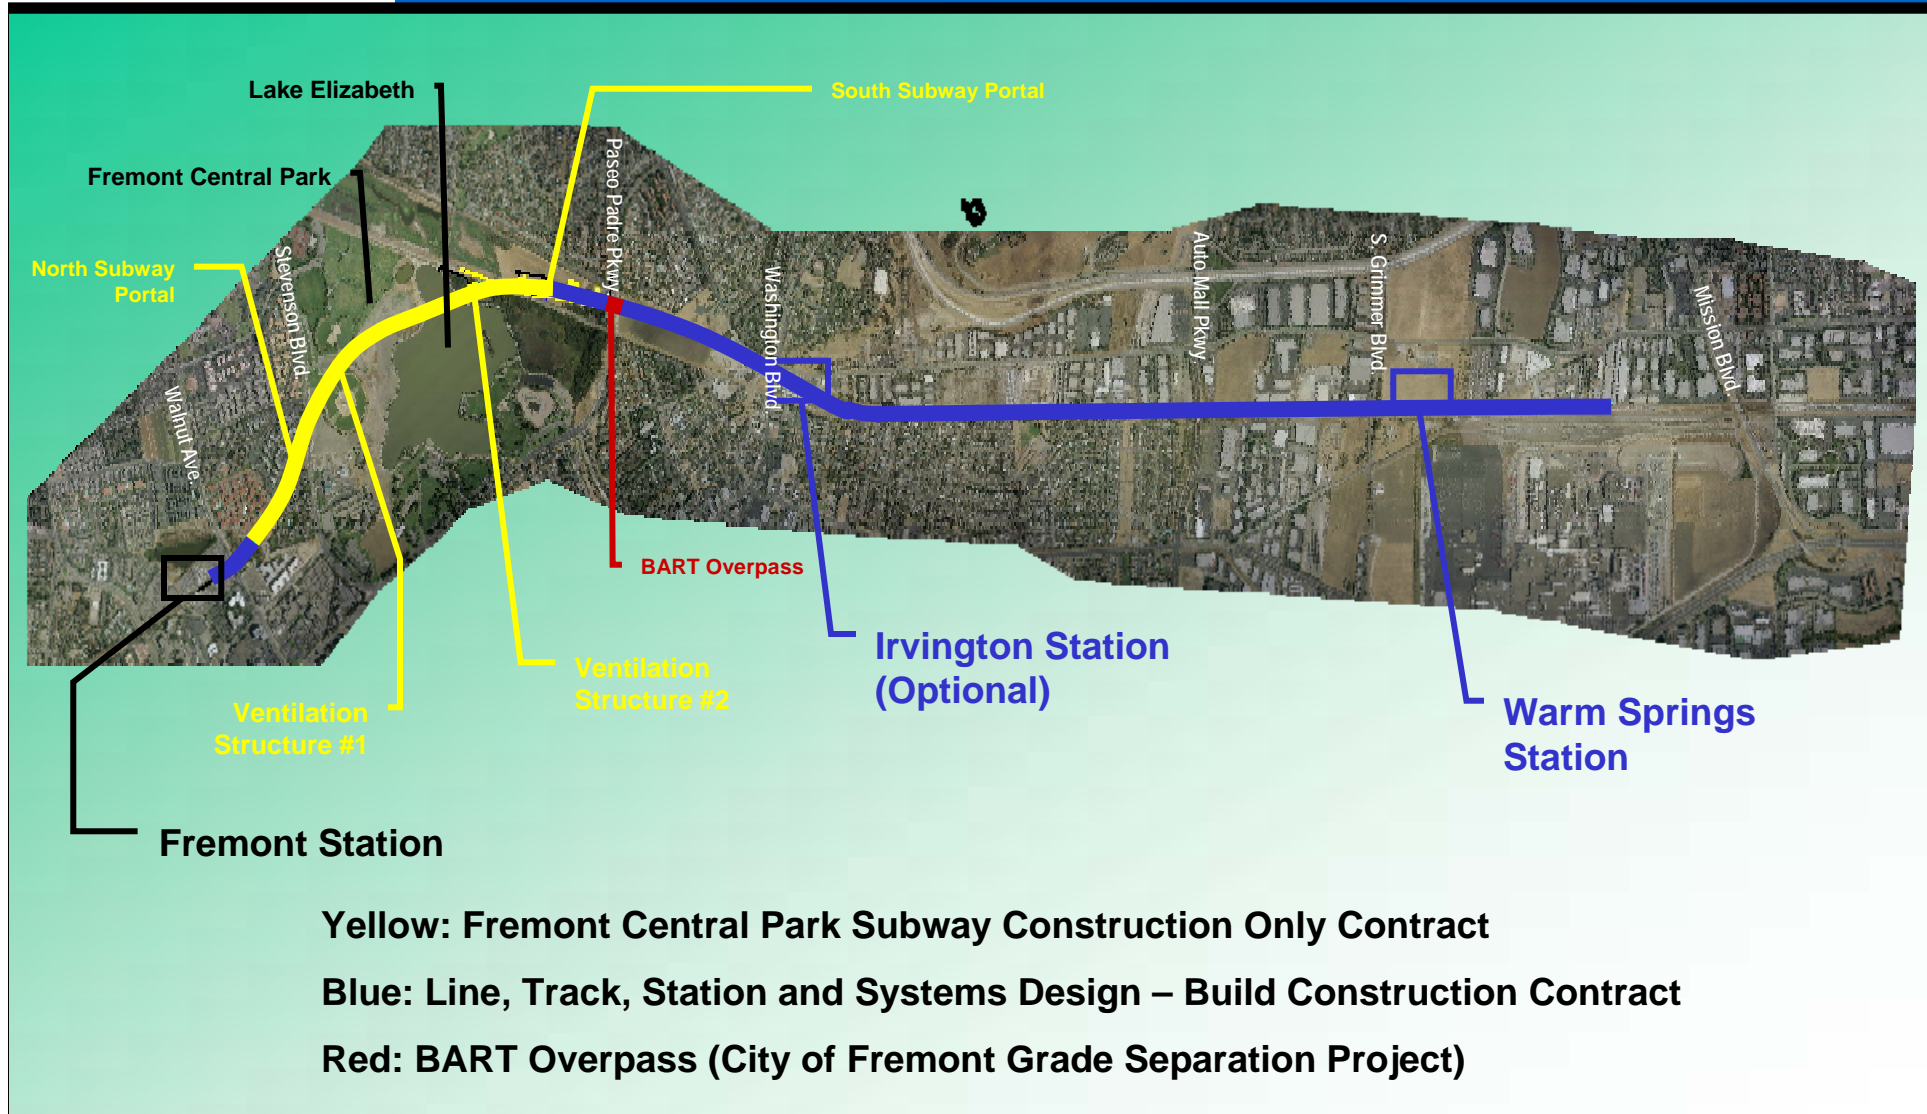 Lake Elizabeth
South Subway Portal
Fremont Central Park
North Subway
Portal
Stevenson Blvd.
Walnut Ave.
Paseo Padre Pkwy
Washington Blvd.
Auto Mall Pkwy
S. Grimmer Blvd.
Mission Blvd.
BART Overpass
Irvington Station
(Optional)
Ventilation
Structure #2
Ventilation
Structure #1
Warm Springs
Station
Fremont Station
Yellow: Fremont Central Park Subway Construction Only Contract
Blue: Line, Track, Station and Systems Design – Build Construction Contract
Red: BART Overpass (City of Fremont Grade Separation Project)